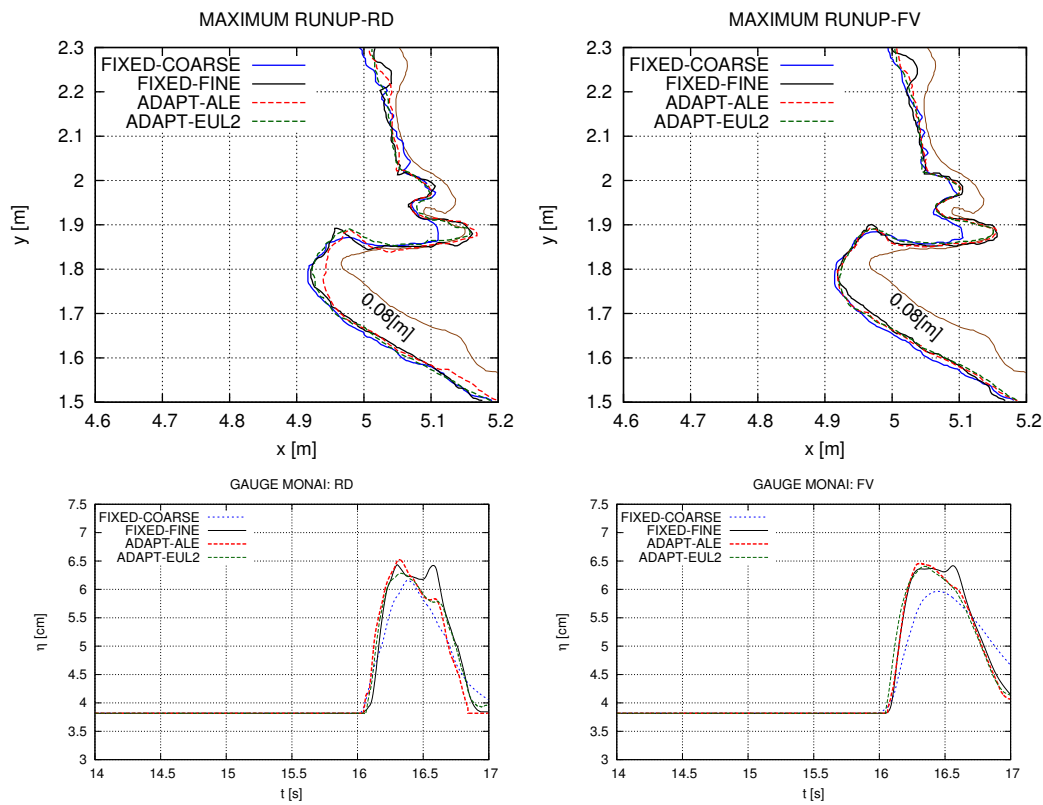 MAXIMUM RUNUP-RD
2.3
2.2
2.1
2
1.9
1.8
1.7
1.6
1.5
y [m]
FIXED-COARSE
FIXED-FINE
ADAPT-ALE
ADAPT-EUL2
0.08[m]
4.6 4.7 4.8 4.9 5 5.1 5.2
x [m]
MAXIMUM RUNUP-FV
2.3
2.2
2.1
2
1.9
1.8
1.7
1.6
1.5
y [m]
FIXED-COARSE
FIXED-FINE
ADAPT-ALE
ADAPT-EUL2
0.08[m]
4.6 4.7 4.8 4.9 5 5.1 5.2
x [m]
GAUGE MONAI: RD
7.5
7
6.5
6
5.5
5
4.5
4
3.5
3
η [cm]
FIXED-COARSE
FIXED-FINE
ADAPT-ALE
ADAPT-EUL2
14 14.5 15 15.5 16 16.5 17
t [s]
GAUGE MONAI: FV
7.5
7
6.5
6
5.5
5
4.5
4
3.5
3
η [cm]
FIXED-COARSE
FIXED-FINE
ADAPT-ALE
ADAPT-EUL2
14 14.5 15 15.5 16 16.5 17
t [s]